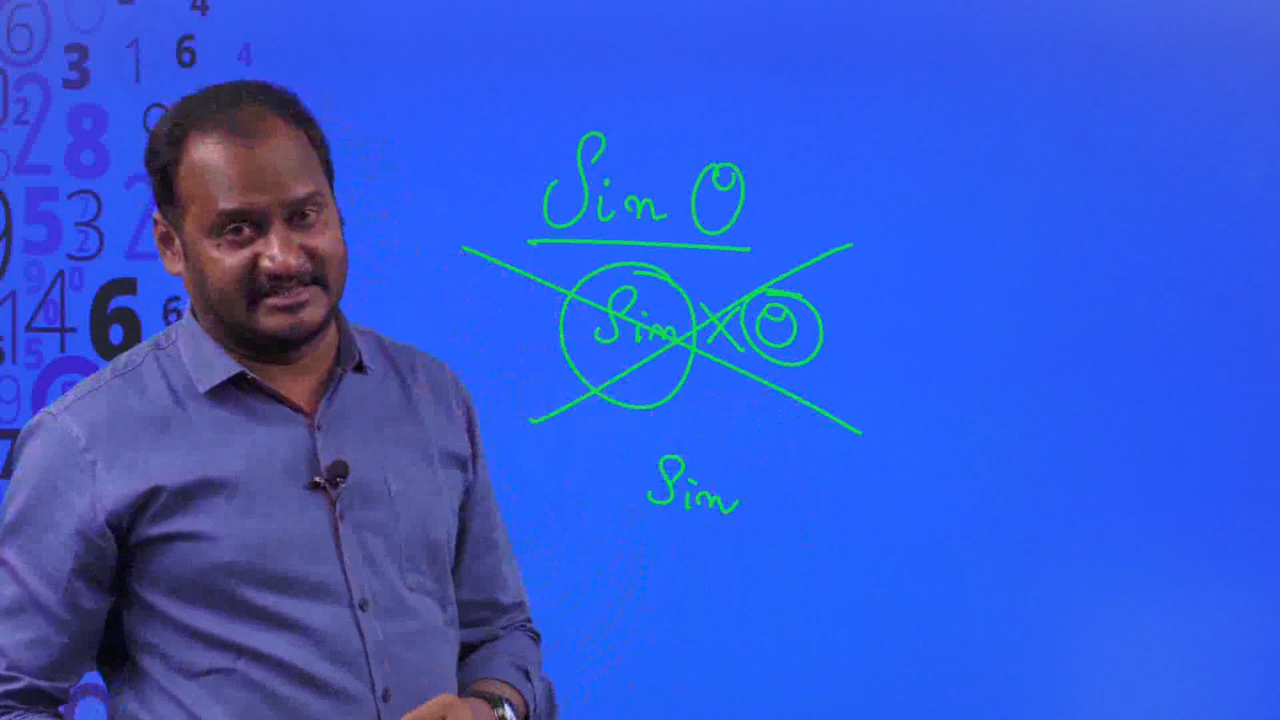 Sin θ
Sin × θ
Sin